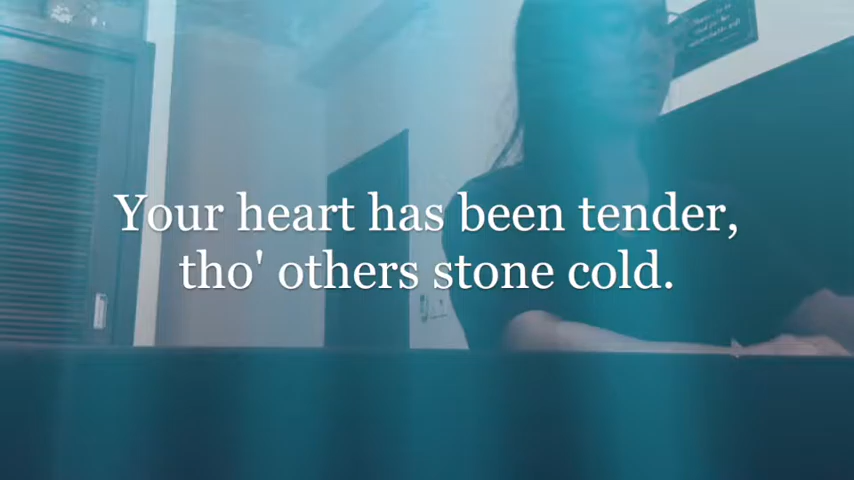 Your heart has been tender,
tho' others stone cold.